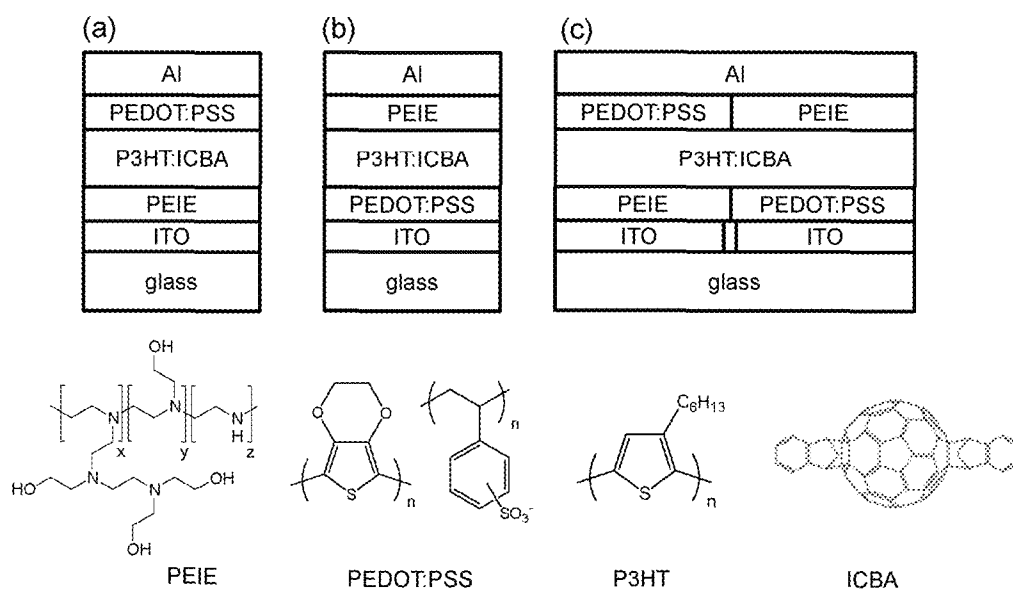 (a) (b) (c)
Al Al Al
PEDOT:PSS PEIE PEDOT:PSS PEIE
P3HT:ICBA P3HT:ICBA P3HT:ICBA
PEIE PEDOT:PSS PEIE PEDOT:PSS
ITO ITO ITO ITO
glass glass glass
OH
N N N
H
x y z
HO N N OH
OH
O O
S n
n
SO3-
C6H13
S n
PEIE PEDOT:PSS P3HT ICBA